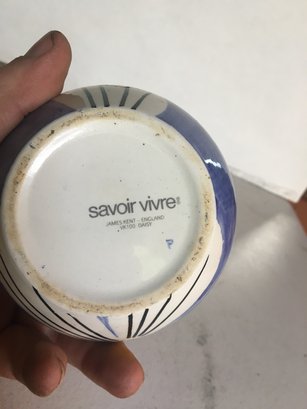 savoir vivre
JAMES KENT - ENGLAND
VK100 DAISY
P